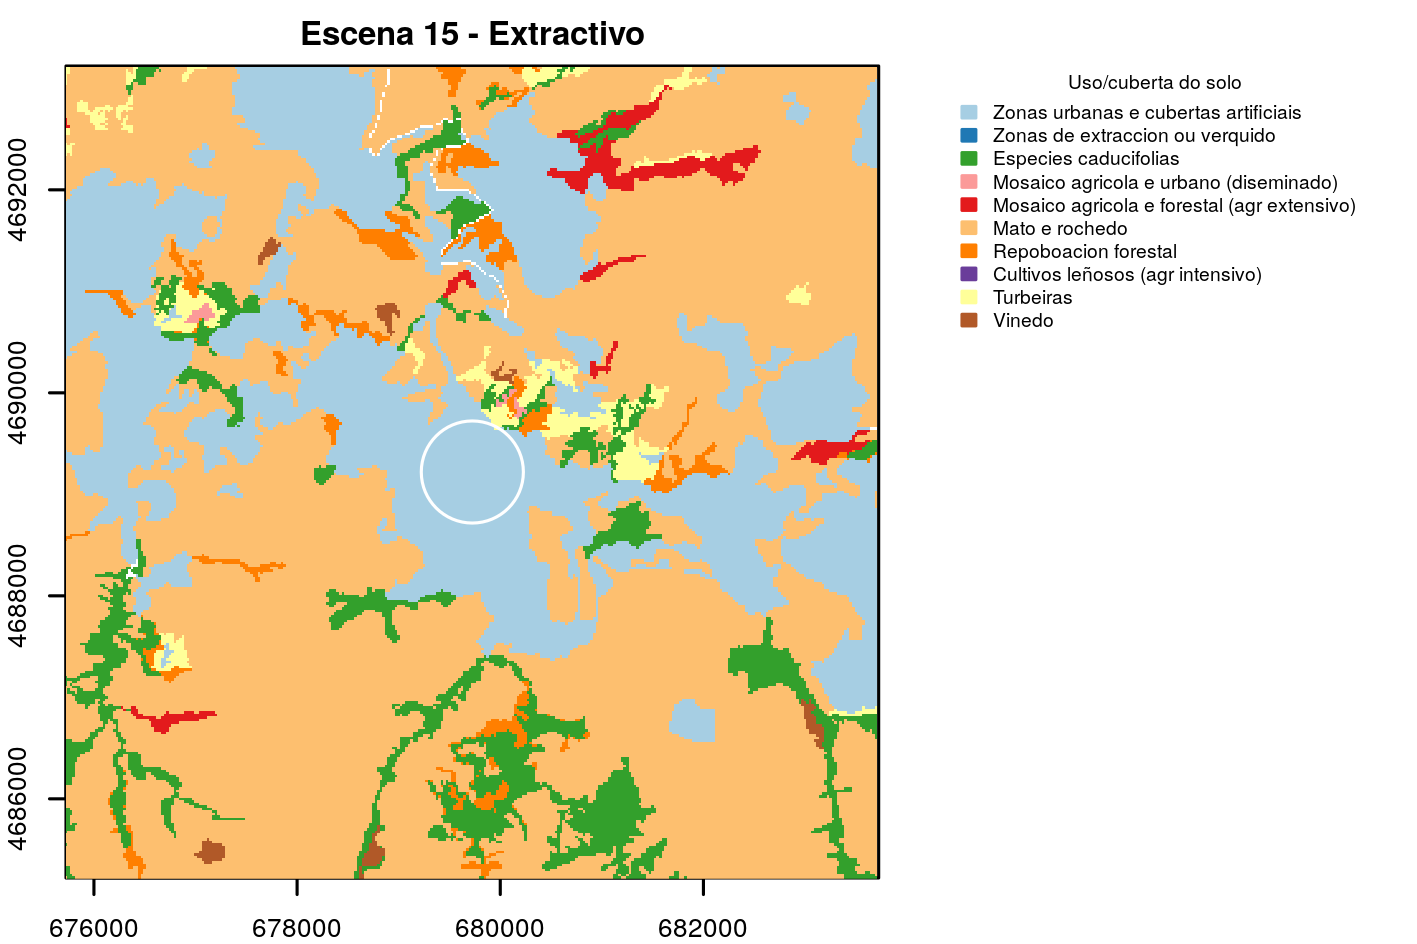 Escena 15 - Extractivo
Uso/cuberta do solo
Zonas urbanas e cubertas artificiais
Zonas de extraccion ou verquido
Especies caducifolias
Mosaico agricola e urbano (diseminado)
Mosaico agricola e forestal (agr extensivo)
Mato e rochedo
Repoboacion forestal
Cultivos leñosos (agr intensivo)
Turbeiras
Vinedo
4692000
4690000
4688000
4686000
676000
678000
680000
682000